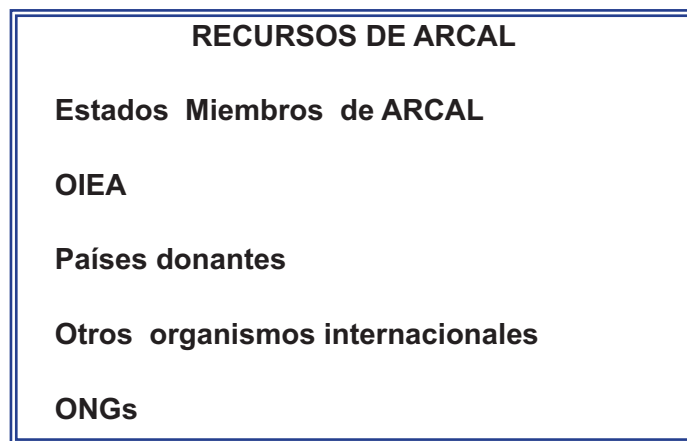 RECURSOS DE ARCAL
Estados Miembros de ARCAL
OIEA
Países donantes
Otros organismos internacionales
ONGs